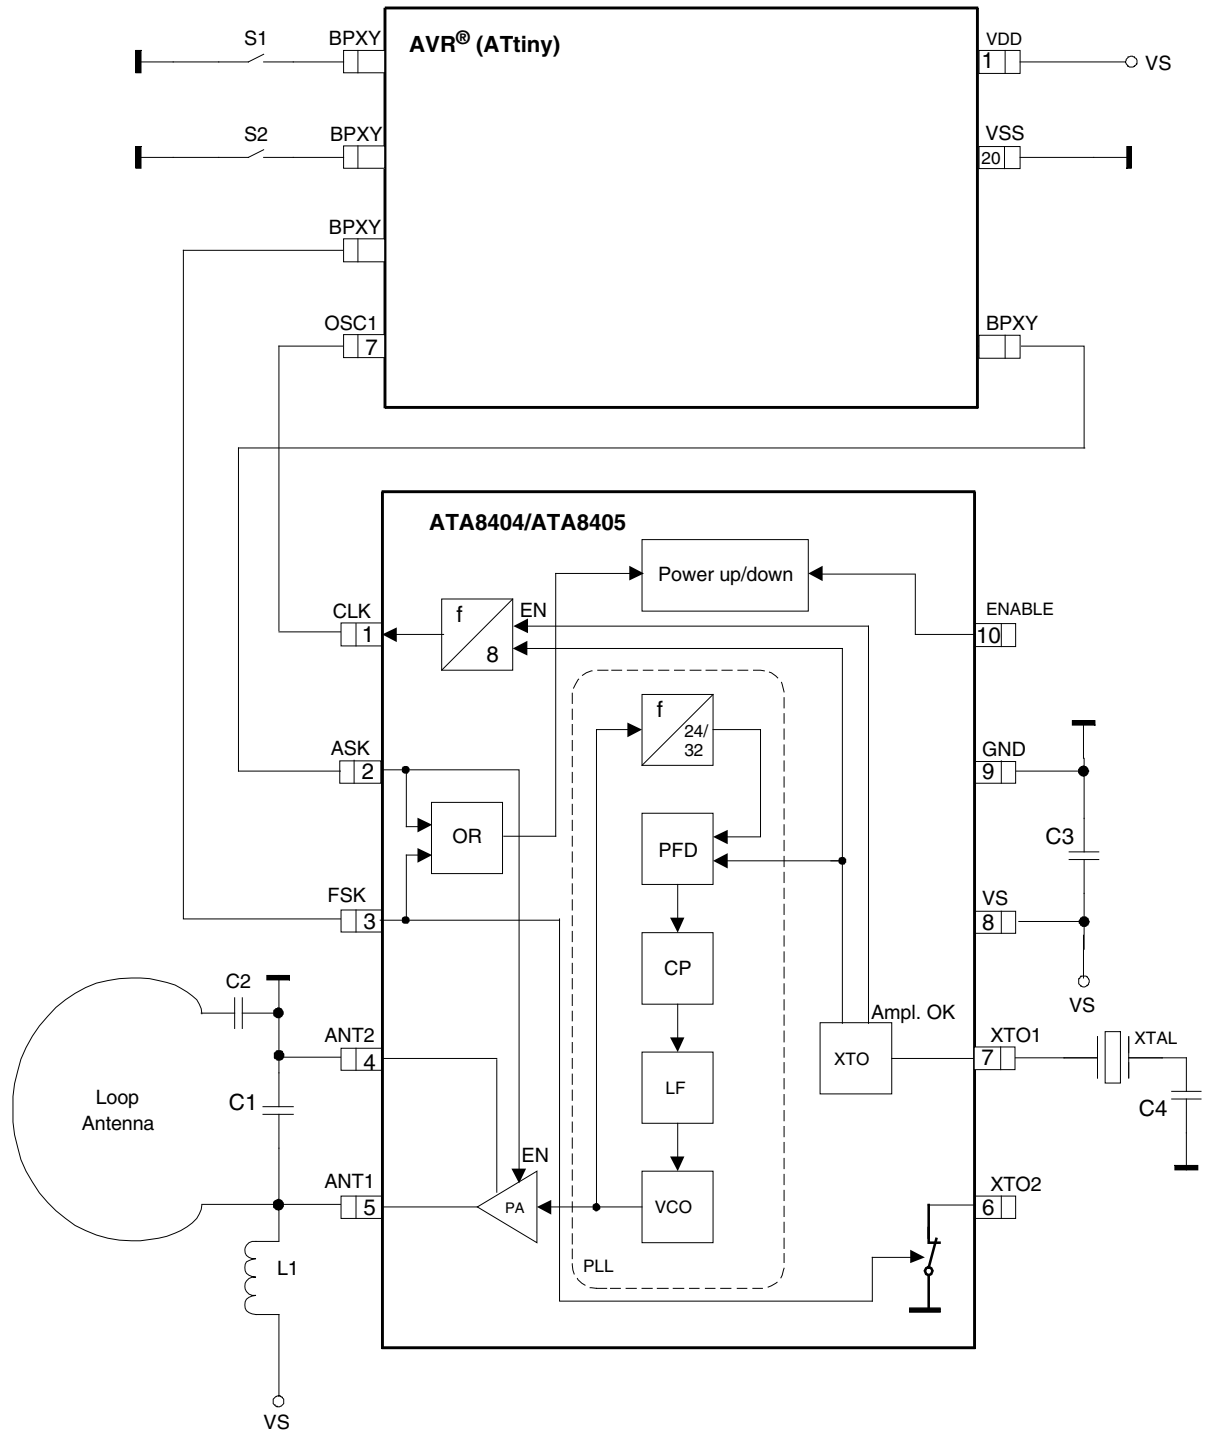 S1
BPXY
AVR® (ATtiny)
VDD
1
VS
S2
BPXY
VSS
20
BPXY
OSC1
7
BPXY
ATA8404/ATA8405
Power up/down
CLK
1
f
8
EN
ENABLE
10
f
24/
32
ASK
2
GND
9
OR
PFD
C3
FSK
3
VS
8
CP
C2
VS
Ampl. OK
ANT2
4
XTO
XTO1
7
XTAL
Loop
Antenna
C1
LF
C4
EN
ANT1
5
PA
VCO
XTO2
6
L1
PLL
VS